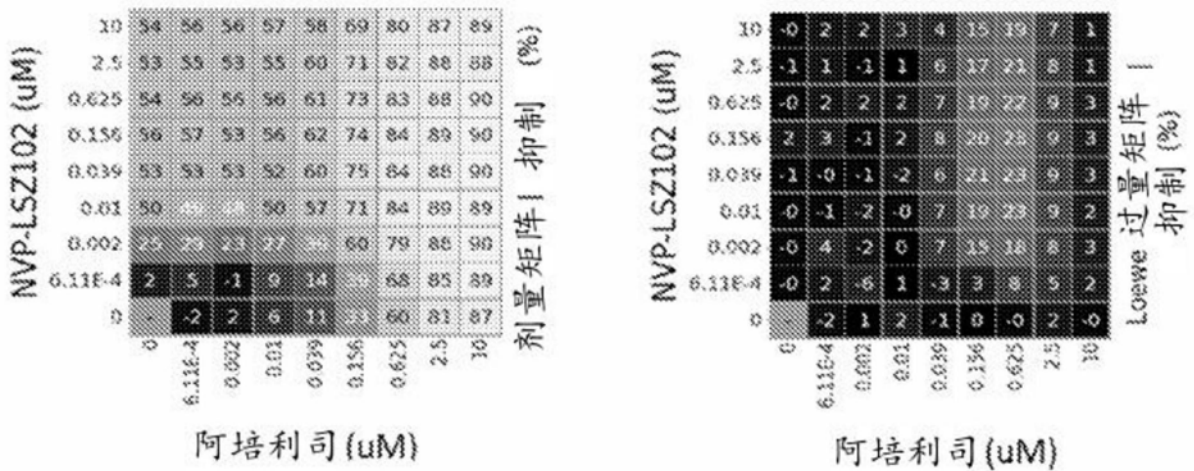 NVP-LSZ102 (uM)
10 54 56 56 57 58 69 80 87 89
2.5 53 55 53 55 60 71 82 88 88
0.625 54 56 56 56 61 73 83 88 90
0.156 56 57 53 56 62 74 84 89 90
0.039 53 53 53 52 60 75 84 88 90
0.01 50 50 57 71 84 89 89
0.002 25 29 23 27 60 79 88 90
6.11E-4 2 5 -1 9 14 68 85 89
0 - -2 2 6 11 33 60 81 87
0 6.11E-4 0.002 0.01 0.039 0.156 0.625 2.5 10
阿培利司 (uM)
剂量矩阵 | 抑制 (%)
NVP-LSZ102 (uM)
10 -0 2 2 3 4 15 19 7 1
2.5 -1 1 -1 1 6 17 21 8 1
0.625 -0 2 2 2 7 19 22 9 3
0.156 2 3 -1 2 8 20 9 3
0.039 -1 -0 -1 -2 6 21 23 9 3
0.01 -0 -1 -2 -0 7 19 23 9 2
0.002 -0 4 -2 0 7 15 18 8 3
6.11E-4 -0 2 -6 1 -3 3 8 5 2
0 - -2 1 2 -1 0 -0 2 -0
0 6.11E-4 0.002 0.01 0.039 0.156 0.625 2.5 10
阿培利司 (uM)
Loewe 过量矩阵 |
抑制 (%)